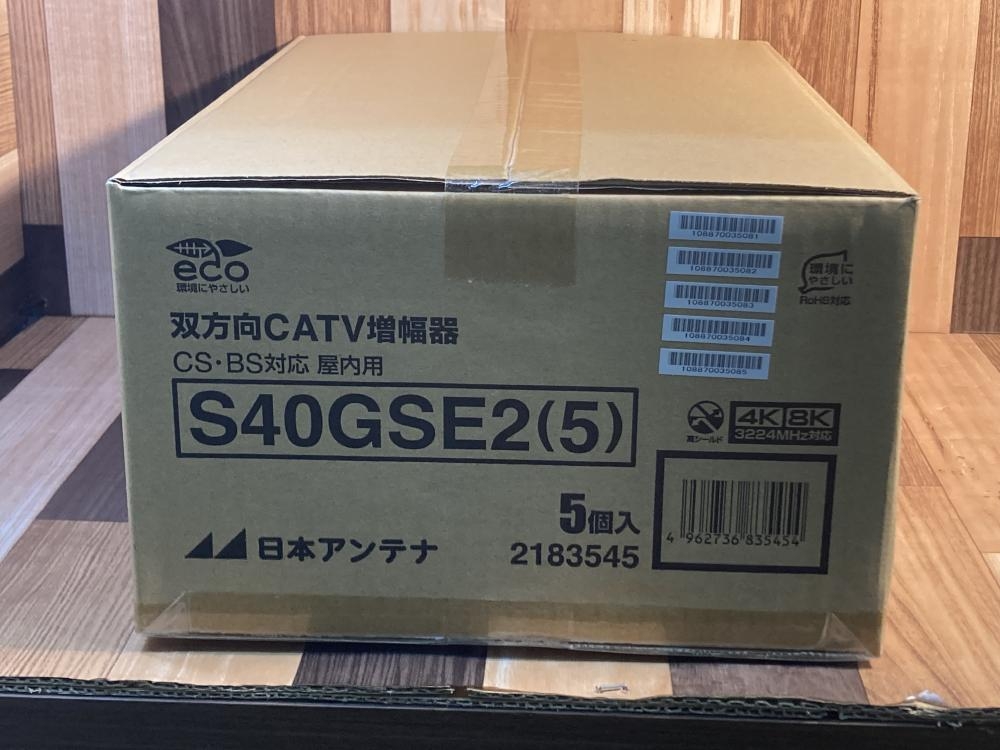 eco
環境にやさしい
108870035081
108870035082
108870035083
108870035084
108870035085
環境に
やさしい
RoHS対応
双方向CATV増幅器
CS・BS対応 屋内用
S40GSE2(5)
高シールド
4K 8K
3224MHz対応
5個入
2183545
4 962736 835454
日本アンテナ